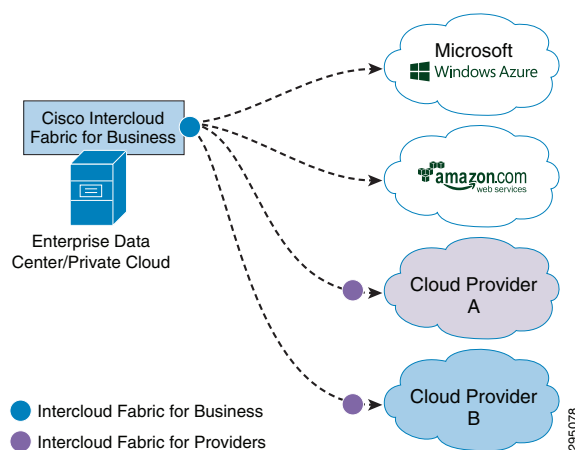 Microsoft
Windows Azure
Cisco Intercloud
Fabric for Business
amazon.com
web services
Enterprise Data
Center/Private Cloud
Cloud Provider
A
Cloud Provider
B
Intercloud Fabric for Business
Intercloud Fabric for Providers
295078